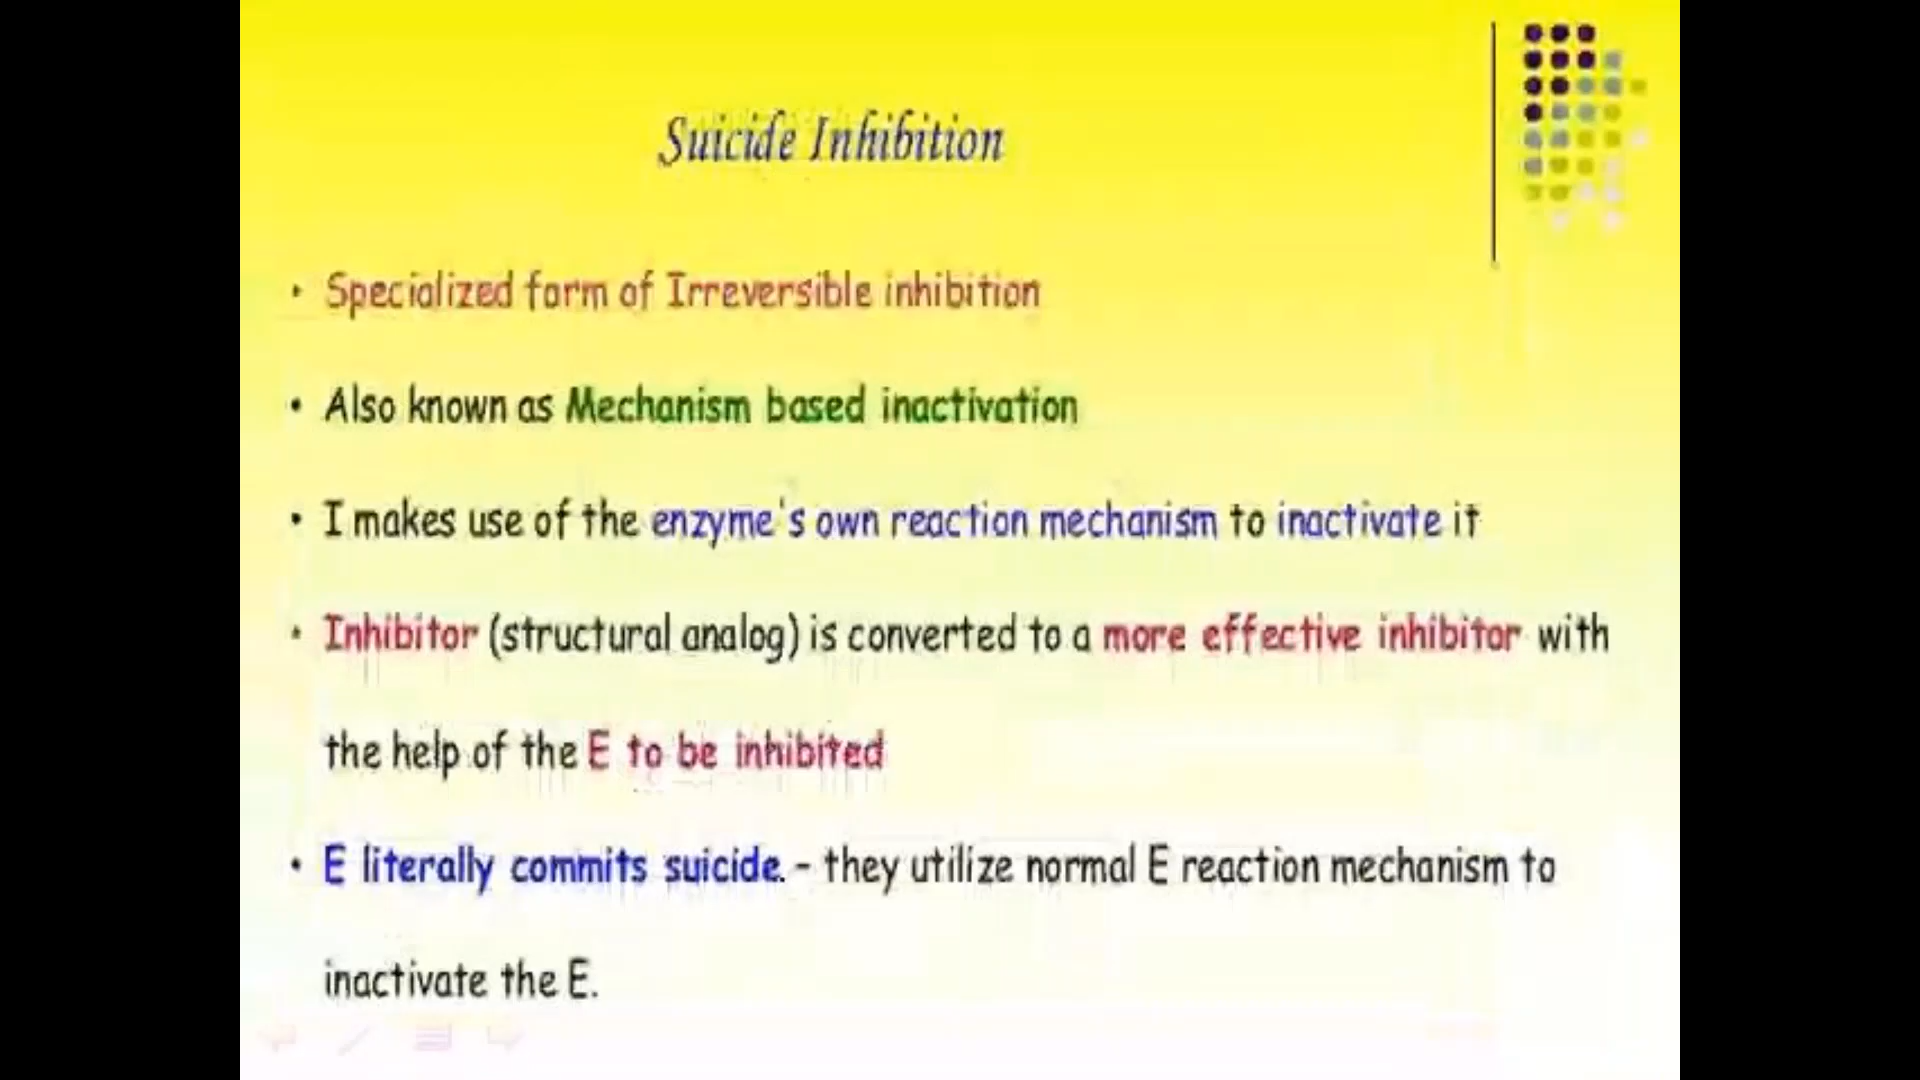 Suicide Inhibition
• Specialized form of Irreversible inhibition
• Also known as Mechanism based inactivation
• I makes use of the enzyme's own reaction mechanism to inactivate it
• Inhibitor (structural analog) is converted to a more effective inhibitor with
the help of the E to be inhibited
• E literally commits suicide. – they utilize normal E reaction mechanism to
inactivate the E.